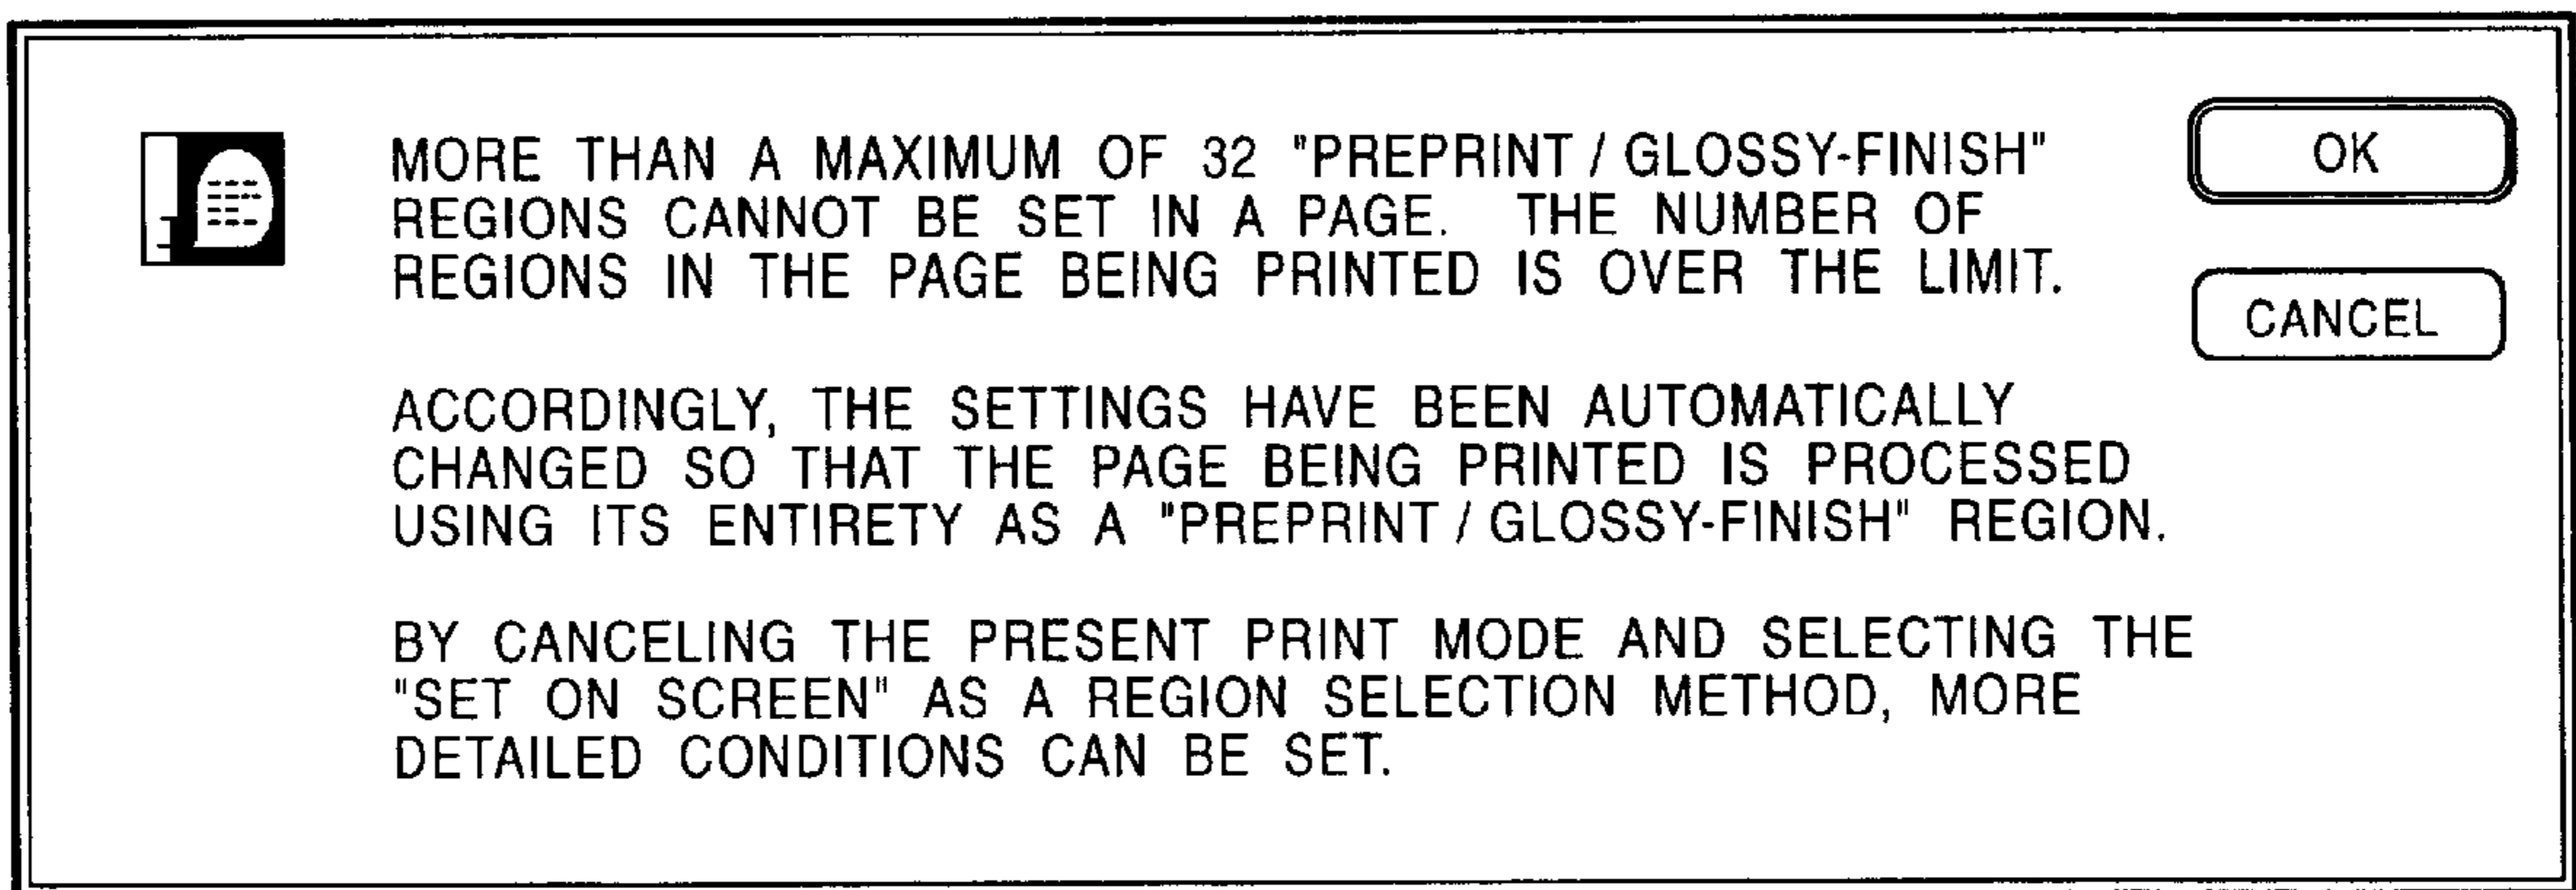 MORE THAN A MAXIMUM OF 32 "PREPRINT / GLOSSY-FINISH"
REGIONS CANNOT BE SET IN A PAGE. THE NUMBER OF
REGIONS IN THE PAGE BEING PRINTED IS OVER THE LIMIT.
OK
CANCEL
ACCORDINGLY, THE SETTINGS HAVE BEEN AUTOMATICALLY
CHANGED SO THAT THE PAGE BEING PRINTED IS PROCESSED
USING ITS ENTIRETY AS A "PREPRINT / GLOSSY-FINISH" REGION.
BY CANCELING THE PRESENT PRINT MODE AND SELECTING THE
"SET ON SCREEN" AS A REGION SELECTION METHOD, MORE
DETAILED CONDITIONS CAN BE SET.